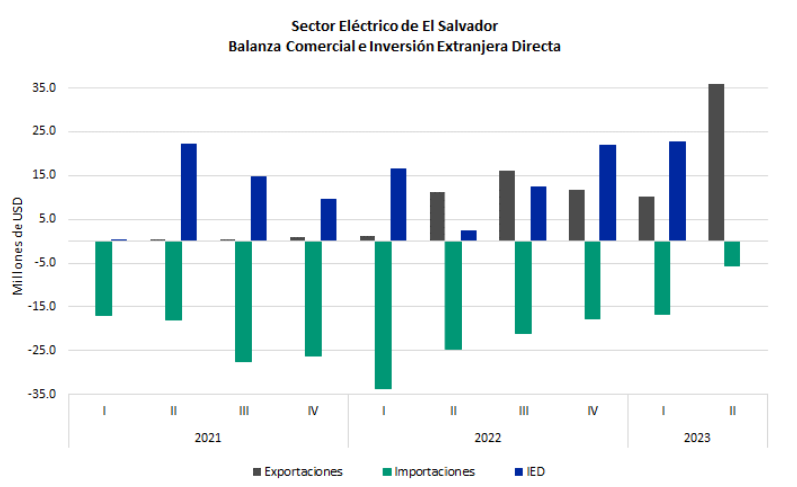 Sector Eléctrico de El Salvador
Balanza Comercial e Inversión Extranjera Directa
Millones de USD
35.0
25.0
15.0
5.0
-5.0
-15.0
-25.0
-35.0
I II III IV I II III IV I II
2021 2022 2023
Exportaciones Importaciones IED